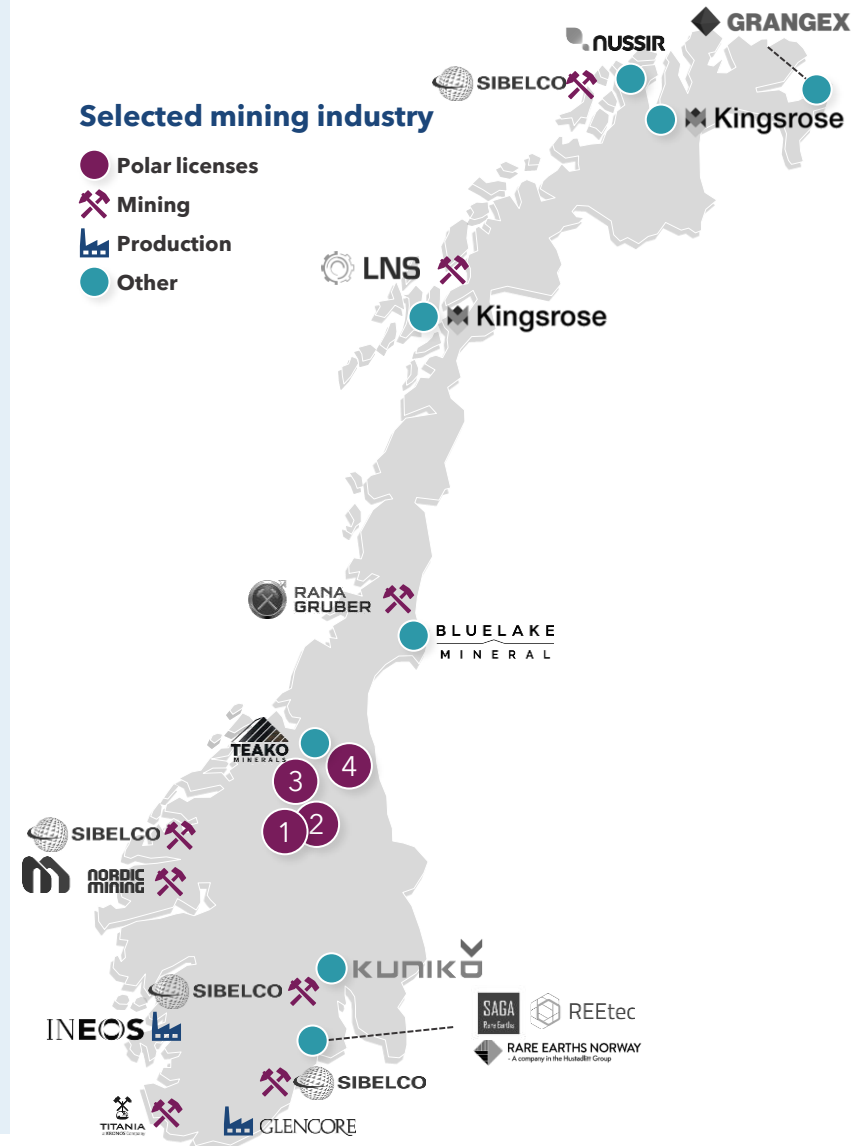 GRANGEX
NUSSIR
SIBELCO
Kingsrose
Selected mining industry
Polar licenses
Mining
Production
Other
LNS
Kingsrose
RANA
GRUBER
BLUELAKE
MINERAL
TEAKO
MINERALS
4
3
1
2
SIBELCO
NORDIC
MINING
KUNIKO
SIBELCO
SAGA
Rare Earths
REEtec
INEOS
RARE EARTHS NORWAY
- A company in the Hustadlitt Group
SIBELCO
TITANIA
a KRONOS company
GLENCORE